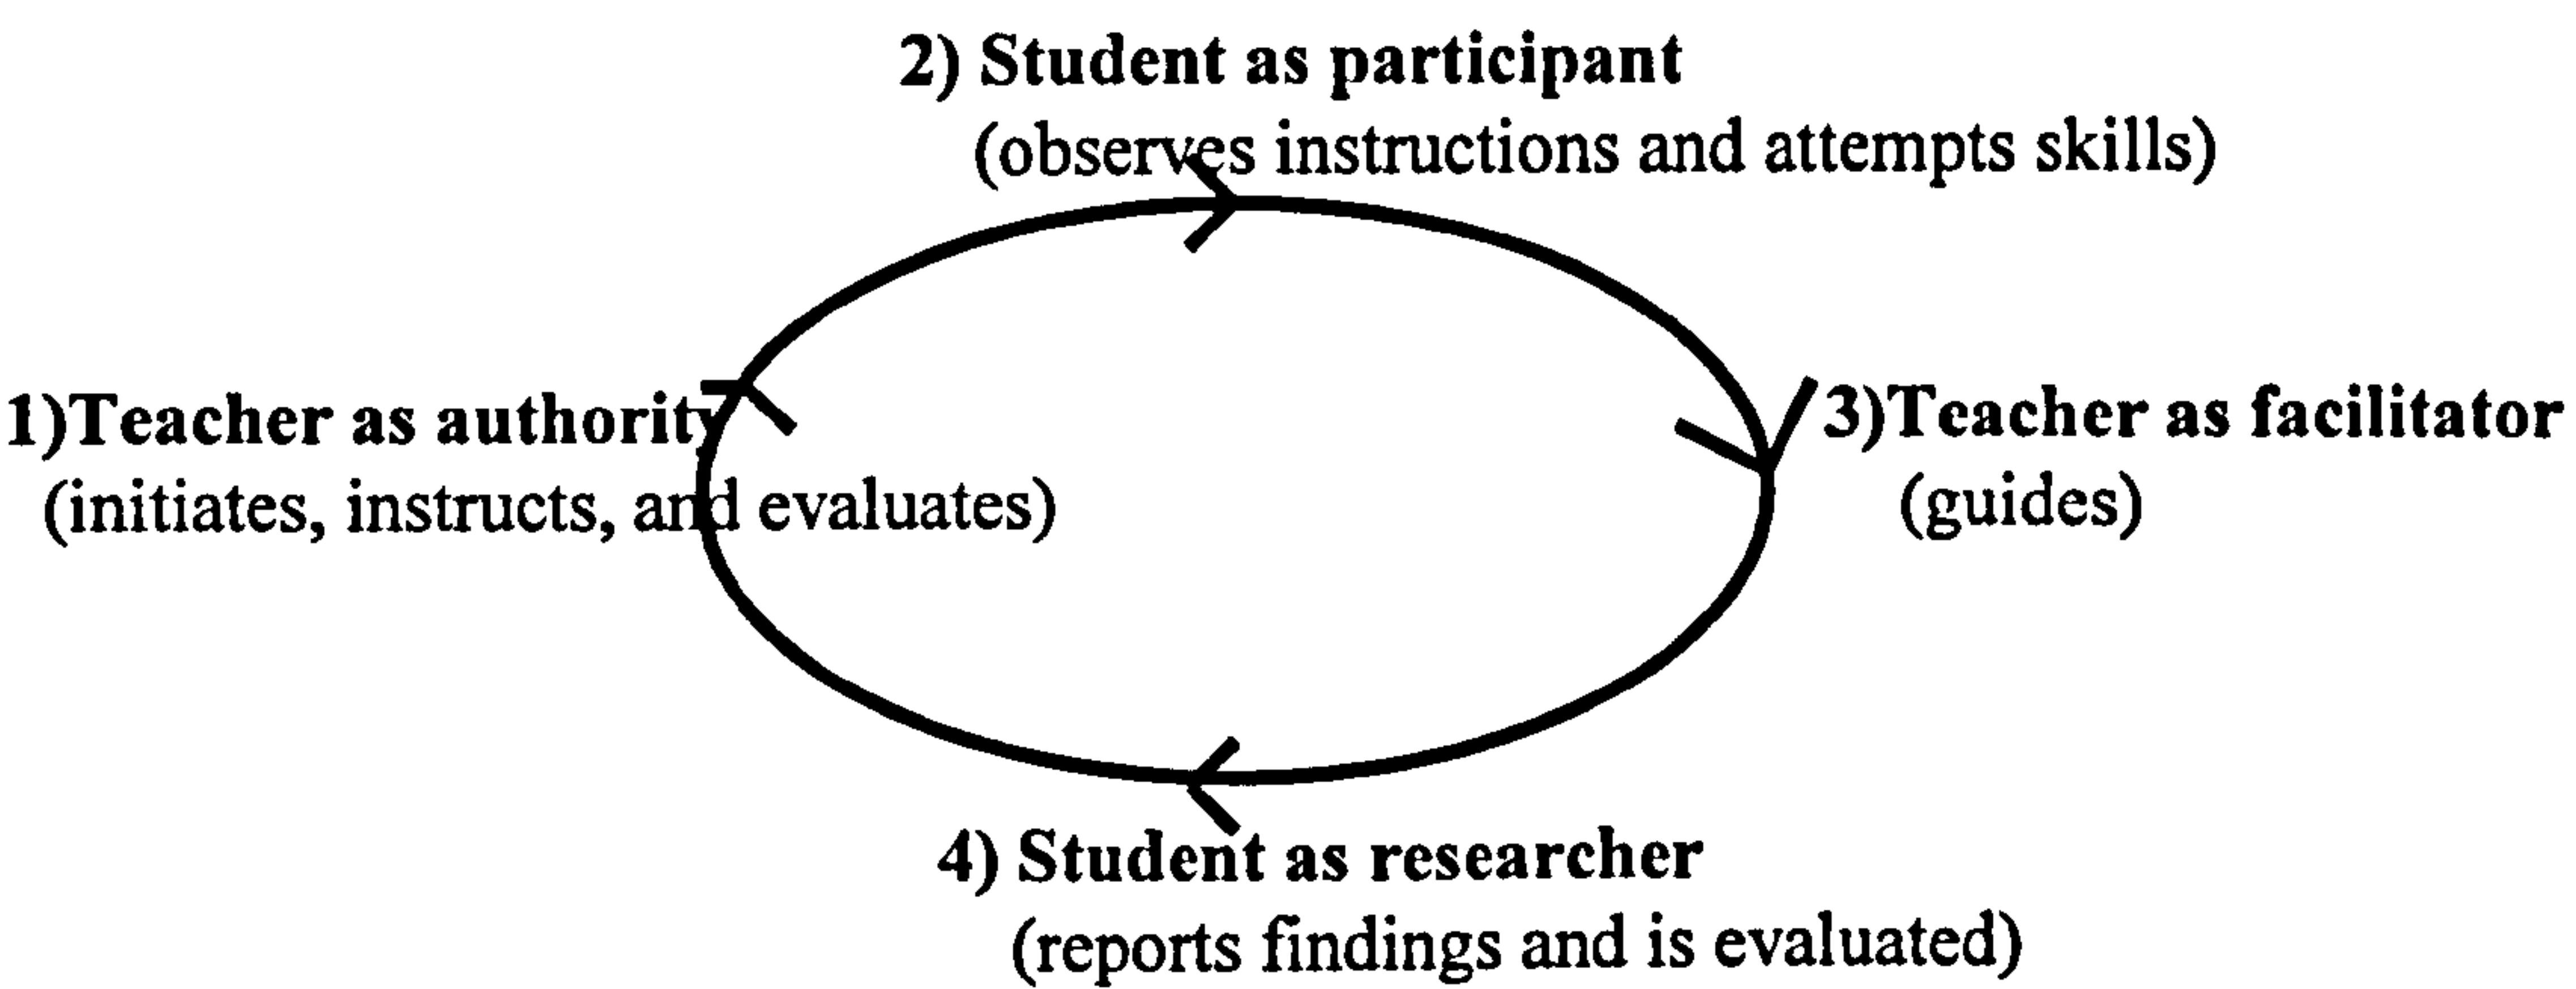 2) Student as participant
(observes instructions and attempts skills)
1)Teacher as authority
(initiates, instructs, and evaluates)
3)Teacher as facilitator
(guides)
4) Student as researcher
(reports findings and is evaluated)